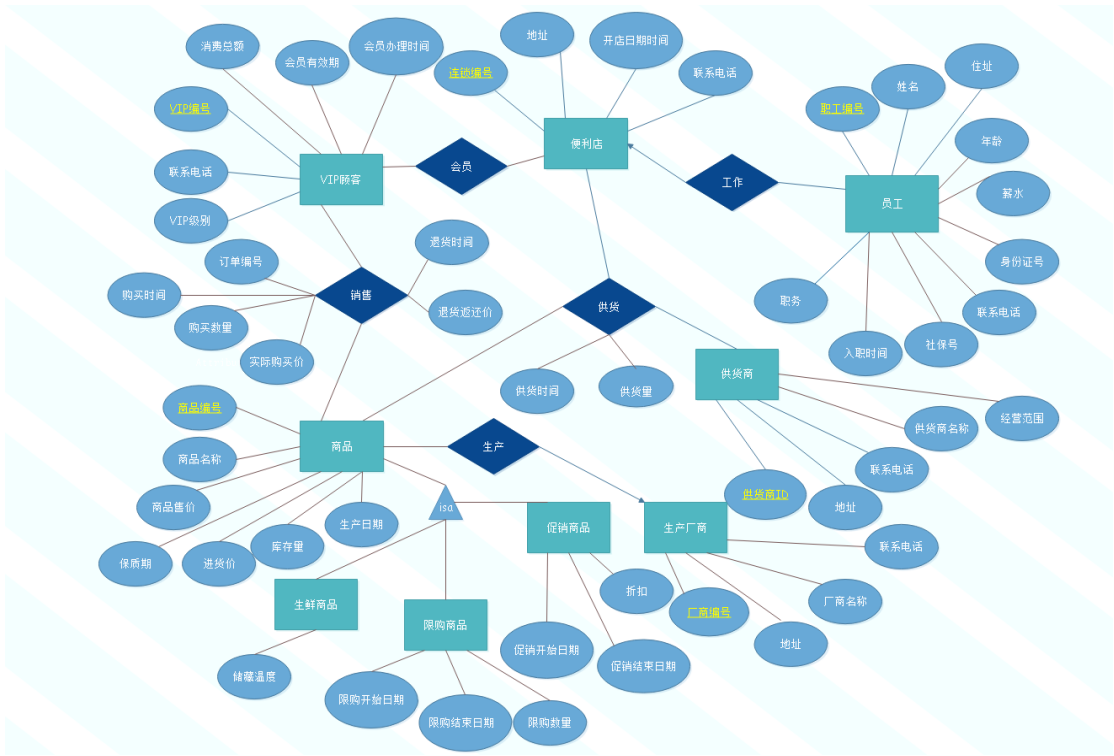 消费总额
会员有效期
会员办理时间
连锁编号
地址
开店日期时间
联系电话
住址
姓名
职工编号
VIP编号
便利店
年龄
会员
联系电话
VIP顾客
工作
薪水
员工
VIP级别
退货时间
订单编号
身份证号
购买时间
销售
职务
供货
联系电话
购买数量
退货返还价
社保号
入职时间
实际购买价
供货商
供货时间
供货量
商品编号
经营范围
供货商名称
商品
生产
商品名称
联系电话
供货商ID
商品售价
isa
地址
生产日期
促销商品
生产厂商
库存量
联系电话
保质期
进货价
折扣
生鲜商品
厂商名称
厂商编号
限购商品
地址
促销开始日期
促销结束日期
储藏温度
限购开始日期
限购结束日期
限购数量